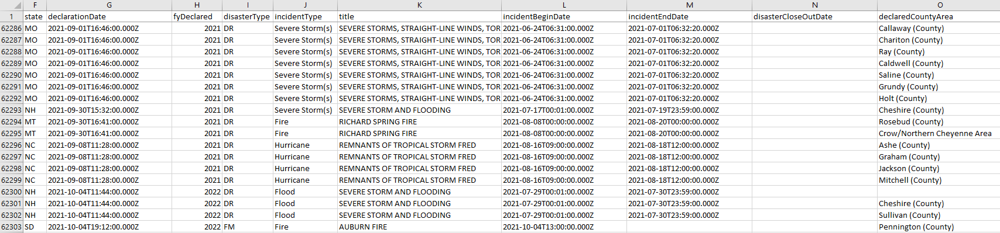 F G H I J K L M N O
1 state declarationDate fyDeclared disasterType incidentType title incidentBeginDate incidentEndDate disasterCloseOutDate declaredCountyArea
62286 MO 2021-09-01T16:46:00.000Z 2021 DR Severe Storm(s) SEVERE STORMS, STRAIGHT-LINE WINDS, TOR 2021-06-24T06:31:00.000Z 2021-07-01T06:32:20.000Z Callaway (County)
62287 MO 2021-09-01T16:46:00.000Z 2021 DR Severe Storm(s) SEVERE STORMS, STRAIGHT-LINE WINDS, TOR 2021-06-24T06:31:00.000Z 2021-07-01T06:32:20.000Z Chariton (County)
62288 MO 2021-09-01T16:46:00.000Z 2021 DR Severe Storm(s) SEVERE STORMS, STRAIGHT-LINE WINDS, TOR 2021-06-24T06:31:00.000Z 2021-07-01T06:32:20.000Z Ray (County)
62289 MO 2021-09-01T16:46:00.000Z 2021 DR Severe Storm(s) SEVERE STORMS, STRAIGHT-LINE WINDS, TOR 2021-06-24T06:31:00.000Z 2021-07-01T06:32:20.000Z Caldwell (County)
62290 MO 2021-09-01T16:46:00.000Z 2021 DR Severe Storm(s) SEVERE STORMS, STRAIGHT-LINE WINDS, TOR 2021-06-24T06:31:00.000Z 2021-07-01T06:32:20.000Z Saline (County)
62291 MO 2021-09-01T16:46:00.000Z 2021 DR Severe Storm(s) SEVERE STORMS, STRAIGHT-LINE WINDS, TOR 2021-06-24T06:31:00.000Z 2021-07-01T06:32:20.000Z Grundy (County)
62292 MO 2021-09-01T16:46:00.000Z 2021 DR Severe Storm(s) SEVERE STORMS, STRAIGHT-LINE WINDS, TOR 2021-06-24T06:31:00.000Z 2021-07-01T06:32:20.000Z Holt (County)
62293 NH 2021-09-30T15:32:00.000Z 2021 DR Severe Storm(s) SEVERE STORM AND FLOODING 2021-07-17T00:01:00.000Z 2021-07-19T23:59:00.000Z Cheshire (County)
62294 MT 2021-09-30T16:41:00.000Z 2021 DR Fire RICHARD SPRING FIRE 2021-08-08T00:00:00.000Z 2021-08-20T00:00:00.000Z Rosebud (County)
62295 MT 2021-09-30T16:41:00.000Z 2021 DR Fire RICHARD SPRING FIRE 2021-08-08T00:00:00.000Z 2021-08-20T00:00:00.000Z Crow/Northern Cheyenne Area
62296 NC 2021-09-08T11:28:00.000Z 2021 DR Hurricane REMNANTS OF TROPICAL STORM FRED 2021-08-16T09:00:00.000Z 2021-08-18T12:00:00.000Z Ashe (County)
62297 NC 2021-09-08T11:28:00.000Z 2021 DR Hurricane REMNANTS OF TROPICAL STORM FRED 2021-08-16T09:00:00.000Z 2021-08-18T12:00:00.000Z Graham (County)
62298 NC 2021-09-08T11:28:00.000Z 2021 DR Hurricane REMNANTS OF TROPICAL STORM FRED 2021-08-16T09:00:00.000Z 2021-08-18T12:00:00.000Z Jackson (County)
62299 NC 2021-09-08T11:28:00.000Z 2021 DR Hurricane REMNANTS OF TROPICAL STORM FRED 2021-08-16T09:00:00.000Z 2021-08-18T12:00:00.000Z Mitchell (County)
62300 NH 2021-10-04T11:44:00.000Z 2022 DR Flood SEVERE STORM AND FLOODING 2021-07-29T00:01:00.000Z 2021-07-30T23:59:00.000Z
62301 NH 2021-10-04T11:44:00.000Z 2022 DR Flood SEVERE STORM AND FLOODING 2021-07-29T00:01:00.000Z 2021-07-30T23:59:00.000Z Cheshire (County)
62302 NH 2021-10-04T11:44:00.000Z 2022 DR Flood SEVERE STORM AND FLOODING 2021-07-29T00:01:00.000Z 2021-07-30T23:59:00.000Z Sullivan (County)
62303 SD 2021-10-04T19:12:00.000Z 2022 FM Fire AUBURN FIRE 2021-10-04T13:00:00.000Z Pennington (County)